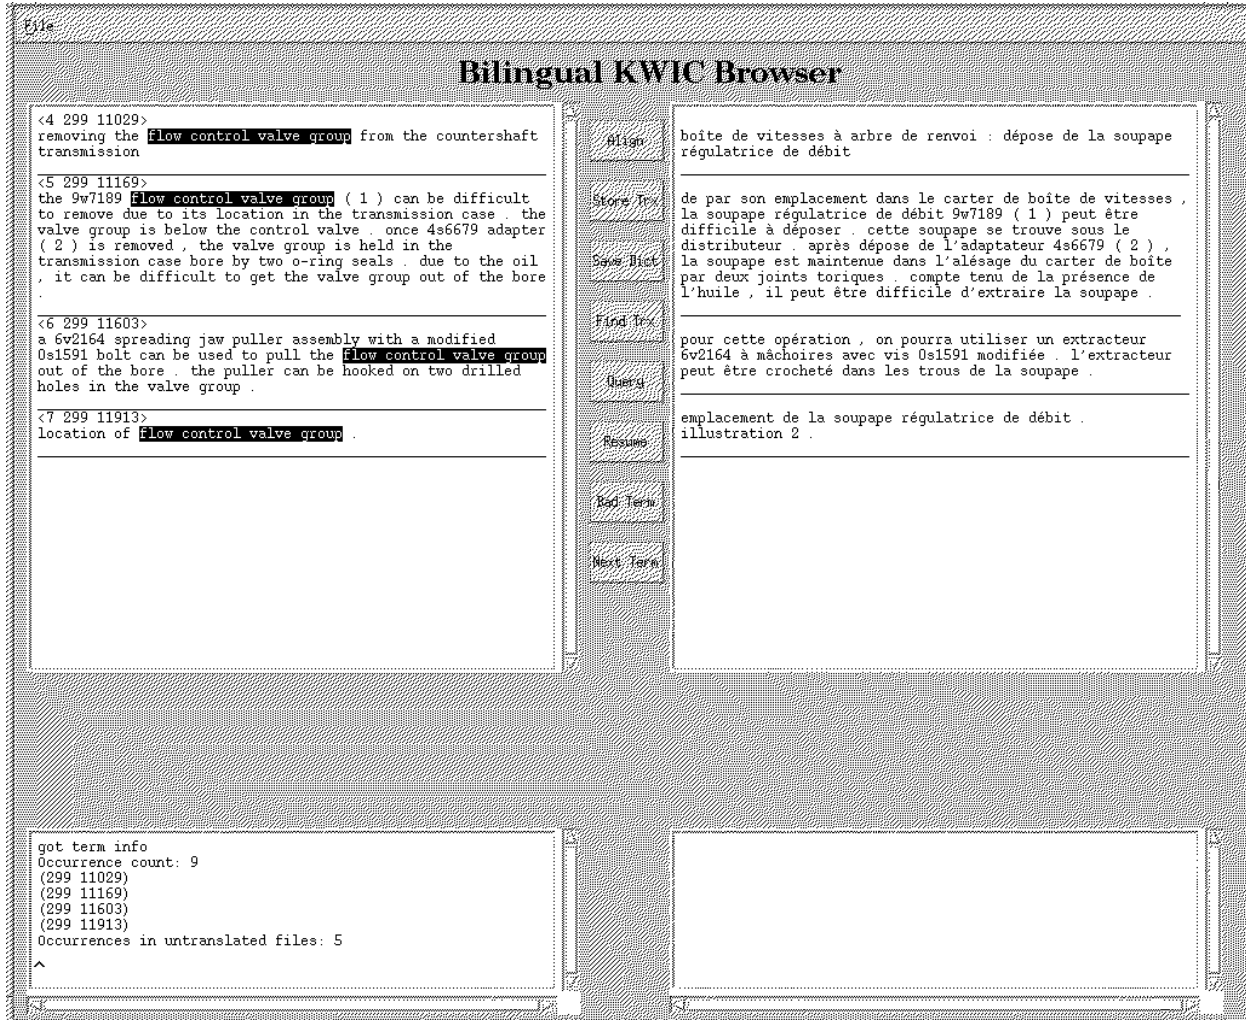 File
Bilingual KWIC Browser
<4 299 11029>
removing the flow control valve group from the countershaft
transmission
<5 299 11169>
the 9w7189 flow control valve group ( 1 ) can be difficult
to remove due to its location in the transmission case . the
valve group is below the control valve . once 4s6679 adapter
( 2 ) is removed , the valve group is held in the
transmission case bore by two o-ring seals . due to the oil
, it can be difficult to get the valve group out of the bore
.
<6 299 11603>
a 6v2164 spreading jaw puller assembly with a modified
0s1591 bolt can be used to pull the flow control valve group
out of the bore . the puller can be hooked on two drilled
holes in the valve group .
<7 299 11913>
location of flow control valve group .
Align
Store Trx
Save Dict
Find Trx
Query
Resume
Bad Term
Next Term
boîte de vitesses à arbre de renvoi : dépose de la soupape
régulatrice de débit
de par son emplacement dans le carter de boîte de vitesses ,
la soupape régulatrice de débit 9w7189 ( 1 ) peut être
difficile à déposer . cette soupape se trouve sous le
distributeur . après dépose de l'adaptateur 4s6679 ( 2 ) ,
la soupape est maintenue dans l'alésage du carter de boîte
par deux joints toriques . compte tenu de la présence de
l'huile , il peut être difficile d'extraire la soupape .
pour cette opération , on pourra utiliser un extracteur
6v2164 à mâchoires avec vis 0s1591 modifiée . l'extracteur
peut être crocheté dans les trous de la soupape .
emplacement de la soupape régulatrice de débit .
illustration 2 .
got term info
Occurrence count: 9
(299 11029)
(299 11169)
(299 11603)
(299 11913)
Occurrences in untranslated files: 5
^